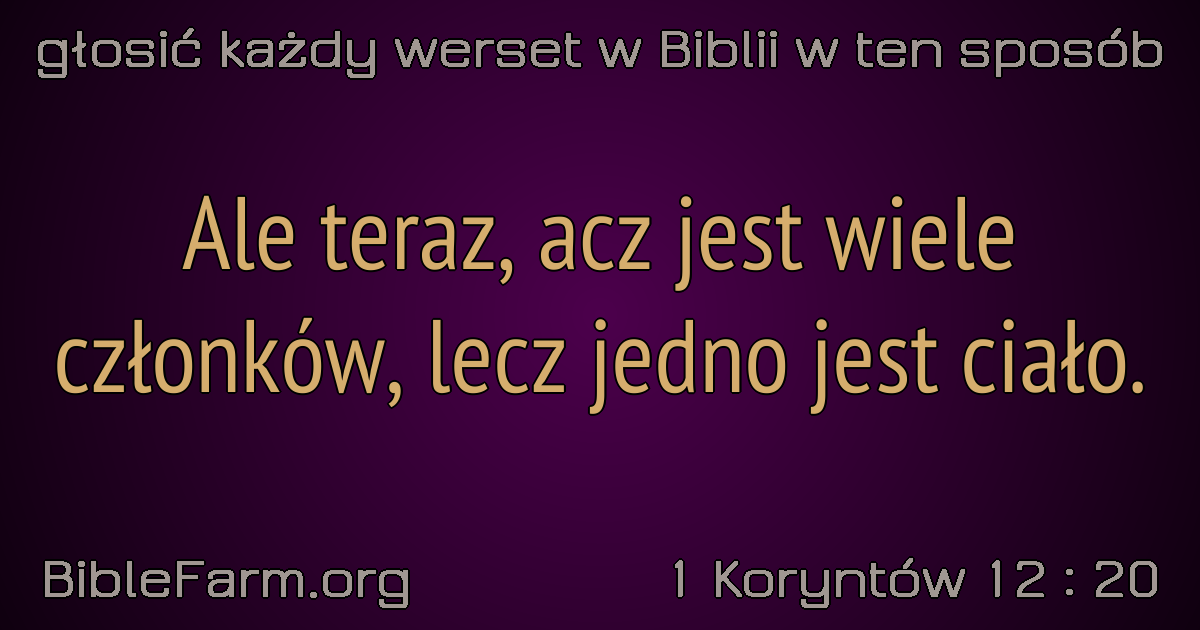 głosić każdy werset w Biblii w ten sposób
Ale teraz, acz jest wiele
członków, lecz jedno jest ciało.
BibleFarm.org
1 Koryntów 12 : 20